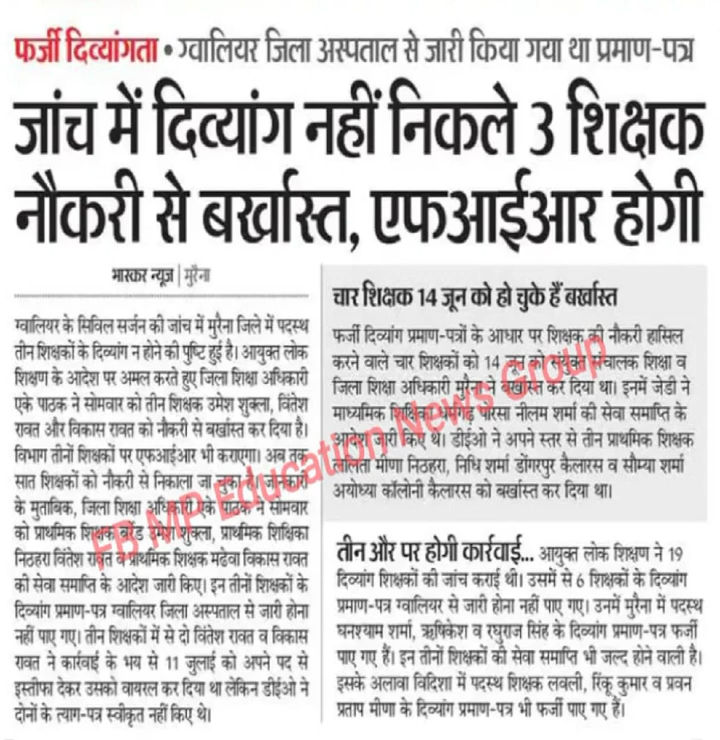 फर्जी दिव्यांगता • ग्वालियर जिला अस्पताल से जारी किया गया था प्रमाण-पत्र
जांच में दिव्यांग नहीं निकले 3 शिक्षक
नौकरी से बर्खास्त, एफआईआर होगी
भास्कर न्यूज | मुरैना
ग्वालियर के सिविल सर्जन की जांच में मुरैना जिले में पदस्थ
तीन शिक्षकों के दिव्यांग न होने की पुष्टि हुई है। आयुक्त लोक
शिक्षण के आदेश पर अमल करते हुए जिला शिक्षा अधिकारी
एके पाठक ने सोमवार को तीन शिक्षक उमेश शुक्ला, विंतेश
रावत और विकास रावत को नौकरी से बर्खास्त कर दिया है।
विभाग तीनों शिक्षकों पर एफआईआर भी कराएगा। अब तक
सात शिक्षकों को नौकरी से निकाला जा चुका है। जानकारी
के मुताबिक, जिला शिक्षा अधिकारी एके पाठक ने सोमवार
को प्राथमिक शिक्षक बरेंड उमेश शुक्ला, प्राथमिक शिक्षिका
निठहरा विंतेश रावत व प्राथमिक शिक्षक मढेवा विकास रावत
की सेवा समाप्ति के आदेश जारी किए। इन तीनों शिक्षकों के
दिव्यांग प्रमाण-पत्र ग्वालियर जिला अस्पताल से जारी होना
नहीं पाए गए। तीन शिक्षकों में से दो विंतेश रावत व विकास
रावत ने कार्रवाई के भय से 11 जुलाई को अपने पद से
इस्तीफा देकर उसको वायरल कर दिया था लेकिन डीईओ ने
दोनों के त्याग-पत्र स्वीकृत नहीं किए थे।
चार शिक्षक 14 जून को हो चुके हैं बर्खास्त
फर्जी दिव्यांग प्रमाण-पत्रों के आधार पर शिक्षक की नौकरी हासिल
करने वाले चार शिक्षकों को 14 जून को संयुक्त संचालक शिक्षा व
जिला शिक्षा अधिकारी मुरैना ने बर्खास्त कर दिया था। इनमें जेडी ने
माध्यमिक शिक्षिका पोरसा नीलम शर्मा की सेवा समाप्ति के
आदेश जारी किए थे। डीईओ ने अपने स्तर से तीन प्राथमिक शिक्षक
ललिता मीणा निठहरा, निधि शर्मा डोंगरपुर कैलारस व सौम्या शर्मा
अयोध्या कॉलोनी कैलारस को बर्खास्त कर दिया था।
तीन और पर होगी कार्रवाई... आयुक्त लोक शिक्षण ने 19
दिव्यांग शिक्षकों की जांच कराई थी। उसमें से 6 शिक्षकों के दिव्यांग
प्रमाण-पत्र ग्वालियर से जारी होना नहीं पाए गए। उनमें मुरैना में पदस्थ
घनश्याम शर्मा, ऋषिकेश व रघुराज सिंह के दिव्यांग प्रमाण-पत्र फर्जी
पाए गए हैं। इन तीनों शिक्षकों की सेवा समाप्ति भी जल्द होने वाली है।
इसके अलावा विदिशा में पदस्थ शिक्षक लवली, रिंकू कुमार व प्रवन
प्रताप मीणा के दिव्यांग प्रमाण-पत्र भी फर्जी पाए गए हैं।
FB MP Education News Group